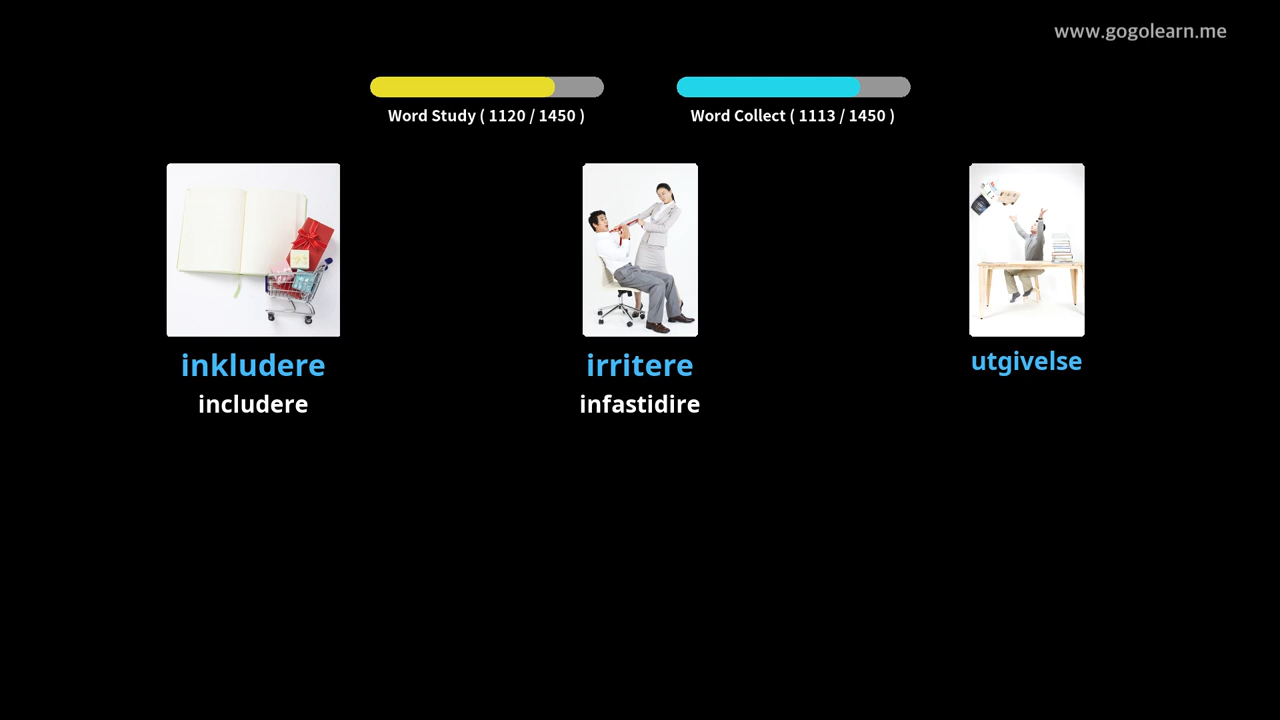 www.gogolearn.me
Word Study ( 1120 / 1450 )
Word Collect ( 1113 / 1450 )
inkludere
includere
irritere
infastidire
utgivelse